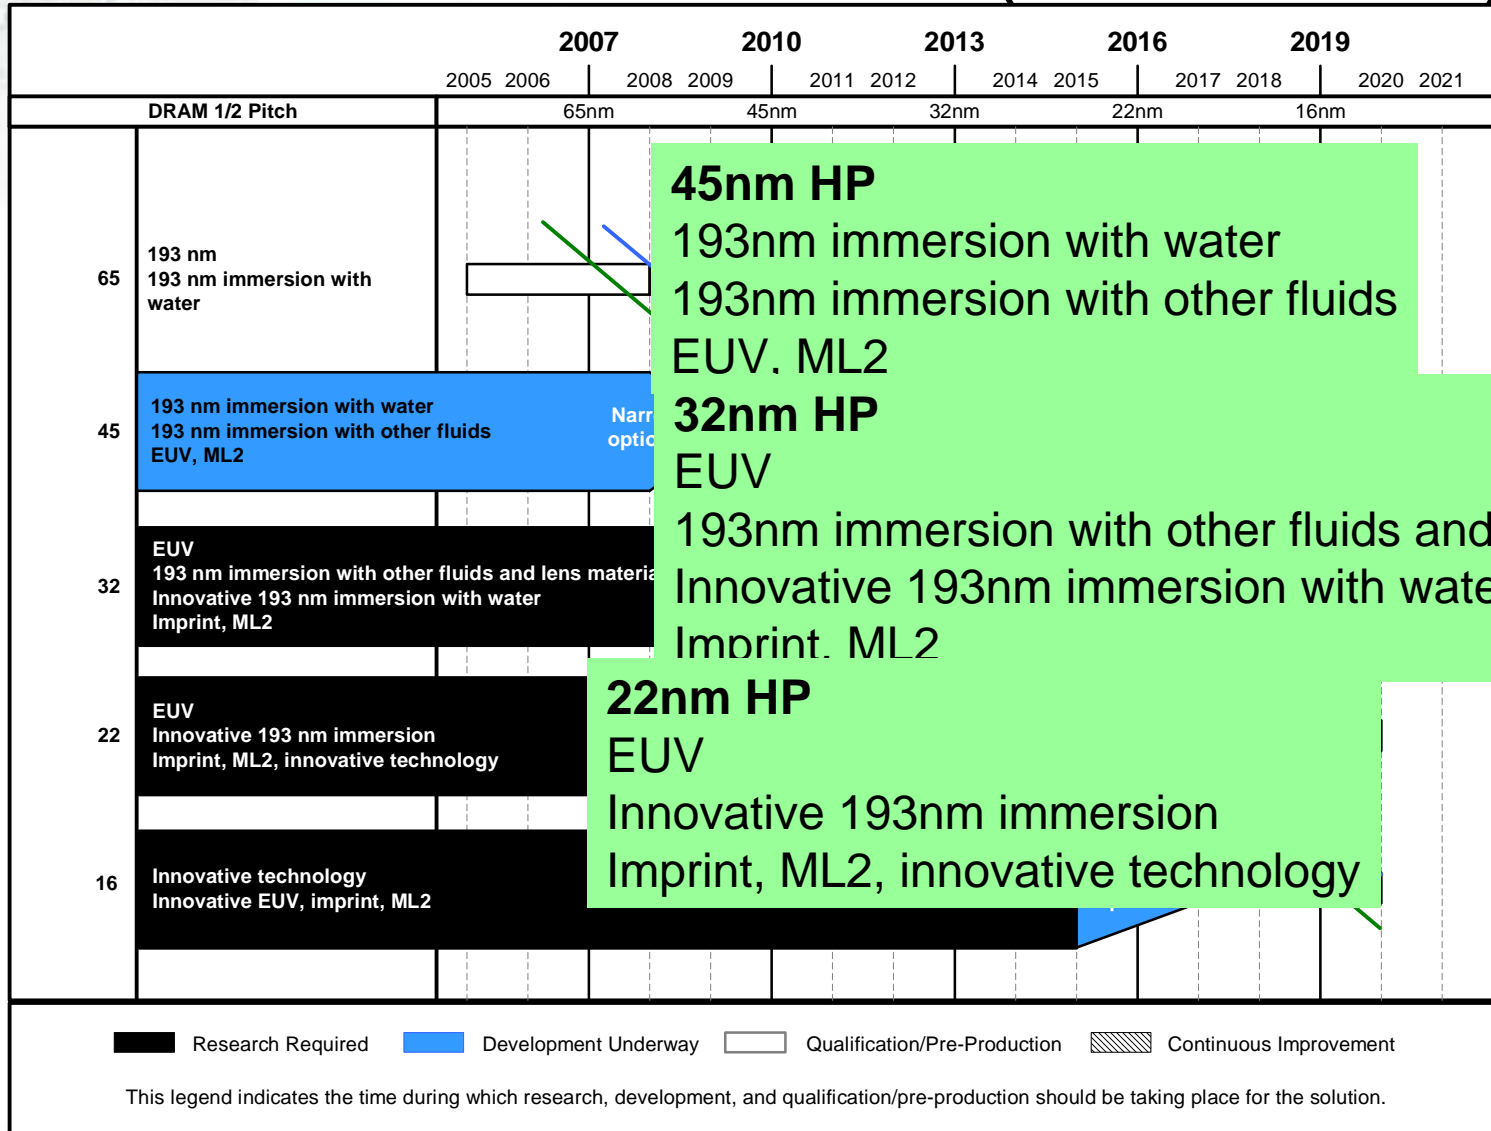 2007 2010 2013 2016 2019
2005 2006 2008 2009 2011 2012 2014 2015 2017 2018 2020 2021
DRAM 1/2 Pitch 65nm 45nm 32nm 22nm 16nm
65
193 nm
193 nm immersion with
water
45
193 nm immersion with water
193 nm immersion with other fluids
EUV, ML2
32
EUV
193 nm immersion with other fluids and lens
Innovative 193 nm immersion with water
Imprint, ML2
22
EUV
Innovative 193 nm immersion
Imprint, ML2, innovative technology
16
Innovative technology
Innovative EUV, imprint, ML2
45nm HP
193nm immersion with water
193nm immersion with other fluids
EUV, ML2
32nm HP
EUV
193nm immersion with other fluids and
Innovative 193nm immersion with
Imprint, ML2
22nm HP
EUV
Innovative 193nm immersion
Imprint, ML2, innovative technology
Research Required Development Underway Qualification/Pre-Production Continuous Improvement
This legend indicates the time during which research, development, and qualification/pre-production should be taking place for the solution.